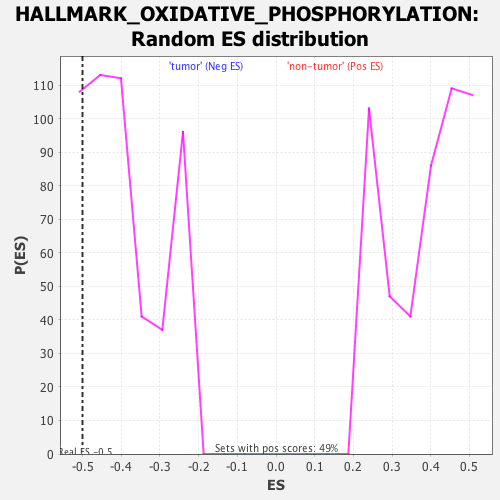 HALLMARK_OXIDATIVE_PHOSPHORYLATION:
Random ES distribution
'tumor' (Neg ES)
'non-tumor' (Pos ES)
110
100
90
80
70
60
50
40
30
20
10
0
P(ES)
Real ES -0.5
Sets with pos scores: 49%
-0.5 -0.4 -0.3 -0.2 -0.1 0.0 0.1 0.2 0.3 0.4 0.5
ES